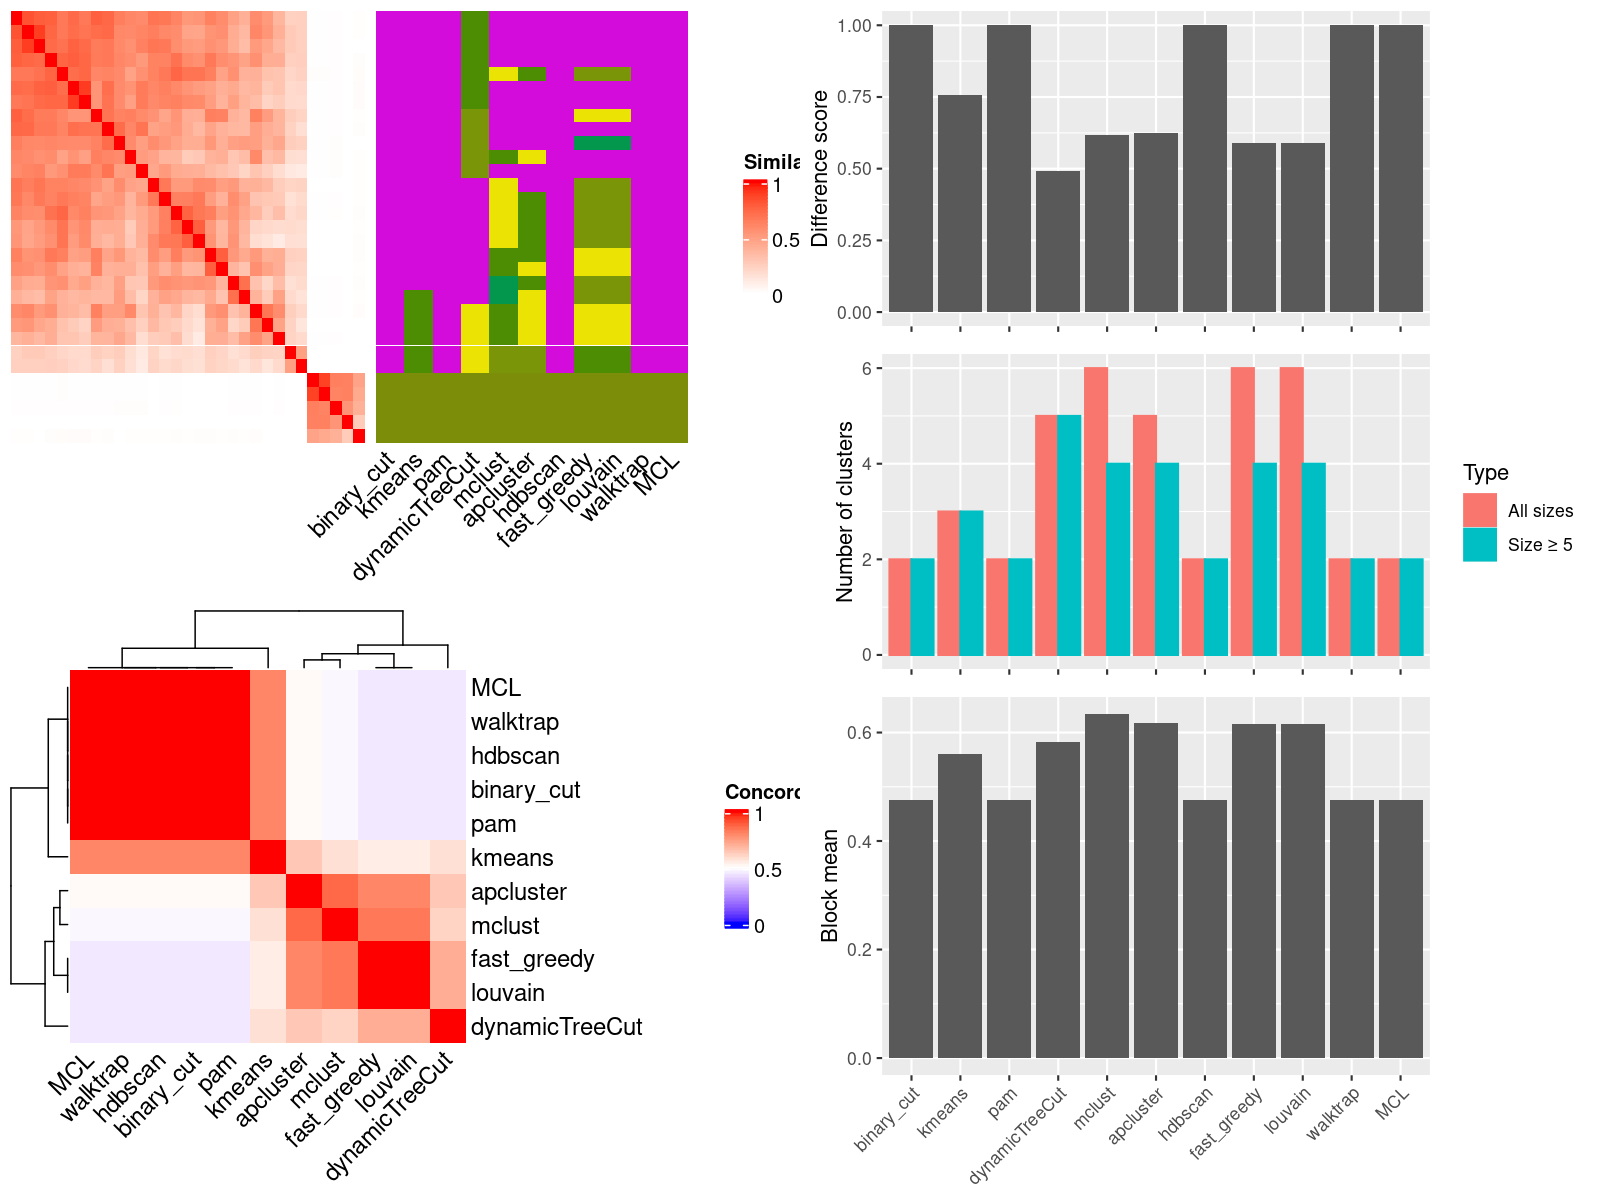 Simila
1
0.5
0
binary_cut
kmeans
pam
dynamicTreeCut
mclust
apcluster
hdbscan
fast_greedy
louvain
walktrap
MCL
Difference score
1.00
0.75
0.50
0.25
0.00
Number of clusters
6
4
2
0
Type
All sizes
Size ≥ 5
MCL
walktrap
hdbscan
binary_cut
pam
kmeans
apcluster
mclust
fast_greedy
louvain
dynamicTreeCut
MCL
walktrap
hdbscan
binary_cut
pam
kmeans
apcluster
mclust
fast_greedy
louvain
dynamicTreeCut
Concord
1
0.5
0
Block mean
0.6
0.4
0.2
0.0
binary_cut
kmeans
pam
dynamicTreeCut
mclust
apcluster
hdbscan
fast_greedy
louvain
walktrap
MCL